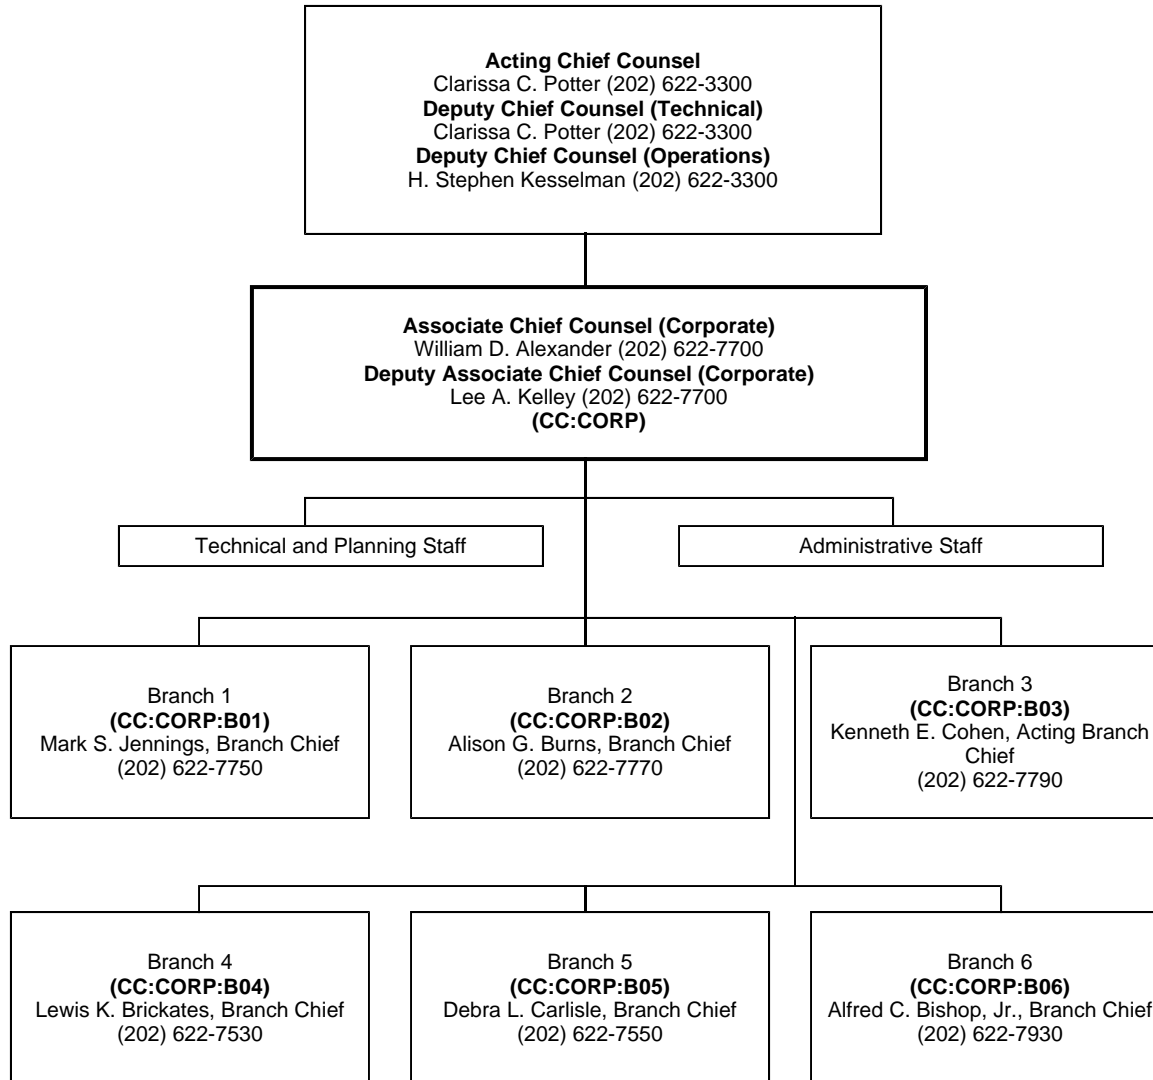 Acting Chief Counsel
Clarissa C. Potter (202) 622-3300
Deputy Chief Counsel (Technical)
Clarissa C. Potter (202) 622-3300
Deputy Chief Counsel (Operations)
H. Stephen Kesselman (202) 622-3300
Associate Chief Counsel (Corporate)
William D. Alexander (202) 622-7700
Deputy Associate Chief Counsel (Corporate)
Lee A. Kelley (202) 622-7700
(CC:CORP)
Technical and Planning Staff
Administrative Staff
Branch 1
(CC:CORP:B01)
Mark S. Jennings, Branch Chief
(202) 622-7750
Branch 2
(CC:CORP:B02)
Alison G. Burns, Branch Chief
(202) 622-7770
Branch 3
(CC:CORP:B03)
Kenneth E. Cohen, Acting Branch
Chief
(202) 622-7790
Branch 4
(CC:CORP:B04)
Lewis K. Brickates, Branch Chief
(202) 622-7530
Branch 5
(CC:CORP:B05)
Debra L. Carlisle, Branch Chief
(202) 622-7550
Branch 6
(CC:CORP:B06)
Alfred C. Bishop, Jr., Branch Chief
(202) 622-7930